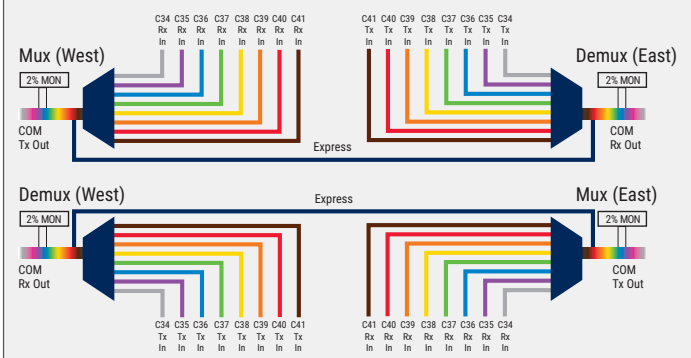 C34 C35 C36 C37 C38 C39 C40 C41
Rx Rx Rx Rx Rx Rx Rx Rx
In In In In In In In In
C41 C40 C39 C38 C37 C36 C35 C34
Tx Tx Tx Tx Tx Tx Tx Tx
In In In In In In In In
Mux (West)
Demux (East)
2% MON
2% MON
COM
Tx Out
COM
Rx Out
Express
Demux (West)
Express
Mux (East)
2% MON
2% MON
COM
Rx Out
COM
Tx Out
C34 C35 C36 C37 C38 C39 C40 C41
Tx Tx Tx Tx Tx Tx Tx Tx
In In In In In In In In
C41 C40 C39 C38 C37 C36 C35 C34
Rx Rx Rx Rx Rx Rx Rx Rx
In In In In In In In In